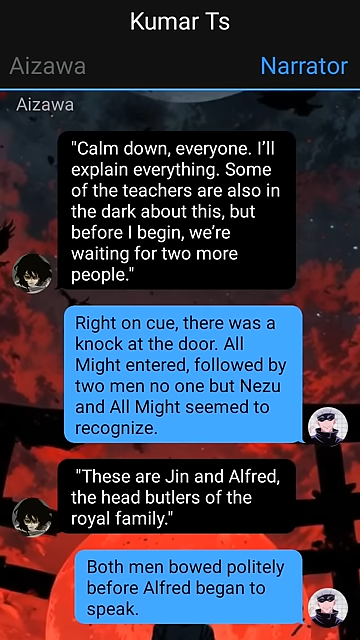 Kumar Ts
Aizawa
Narrator
Aizawa
"Calm down, everyone. I'll
explain everything. Some
of the teachers are also in
the dark about this, but
before I begin, we're
waiting for two more
people."
Right on cue, there was a
knock at the door. All
Might entered, followed by
two men no one but Nezu
and All Might seemed to
recognize.
"These are Jin and Alfred,
the head butlers of the
royal family."
Both men bowed politely
before Alfred began to
speak.